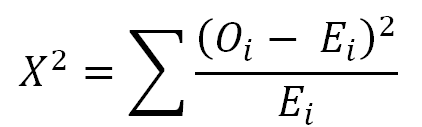 X² = ∑ (Oᵢ − Eᵢ)² / Eᵢ